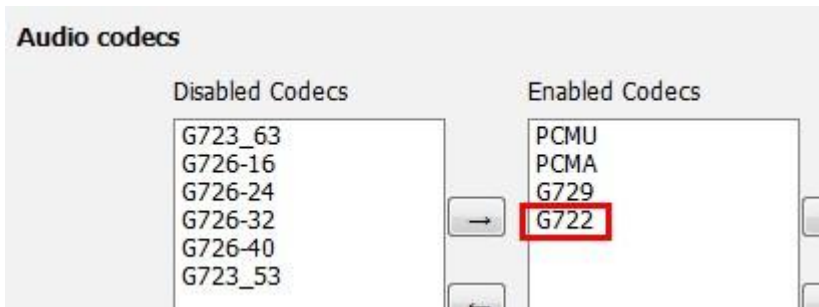 Audio codecs
Disabled Codecs
G723_63
G726-16
G726-24
G726-32
G726-40
G723_53
→
Enabled Codecs
PCMU
PCMA
G729
G722